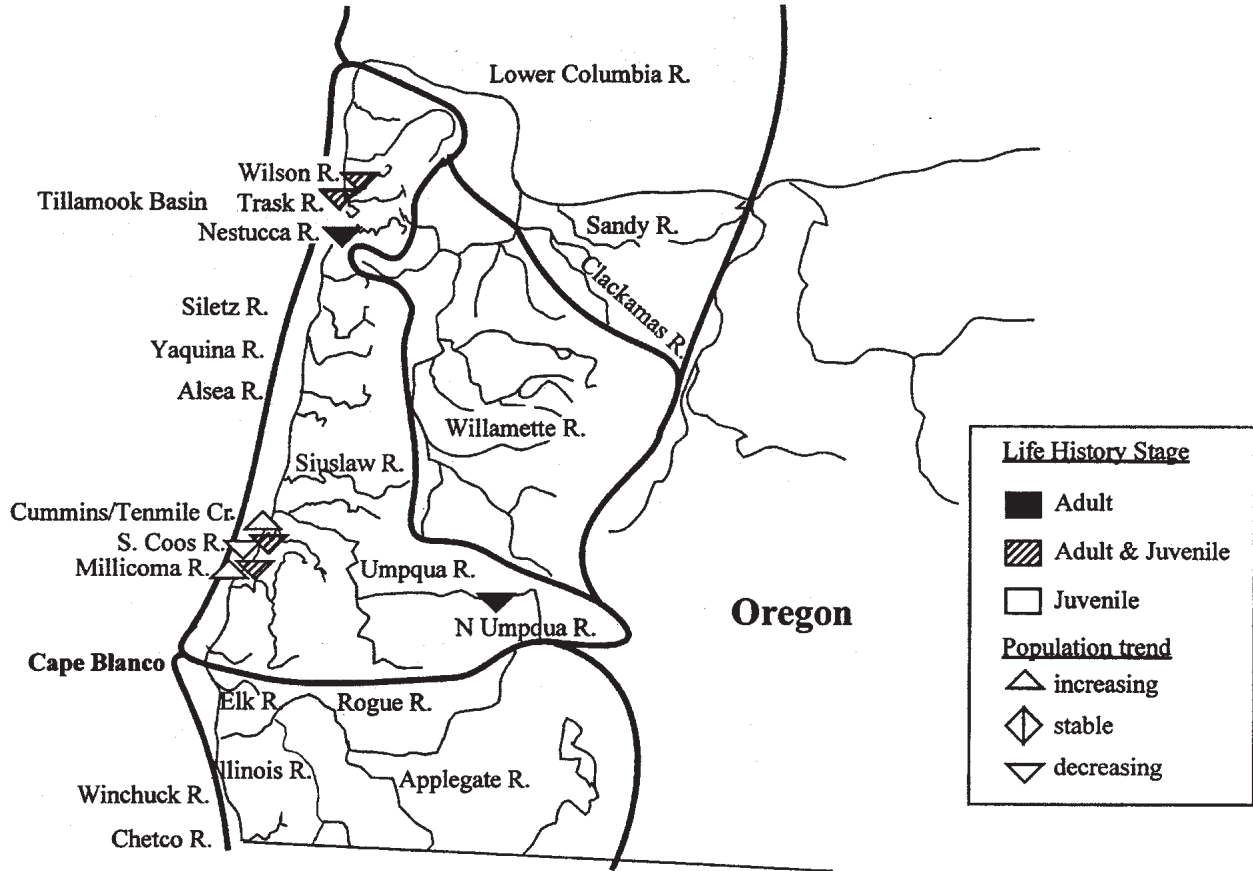 Lower Columbia R.
Wilson R.
Tillamook Basin
Trask R.
Nestucca R.
Sandy R.
Clackamas R.
Siletz R.
Yaquina R.
Alsea R.
Willamette R.
Siuslaw R.
Cummins/Tenmile Cr.
S. Coos R.
Millicoma R.
Umpqua R.
N Umpqua R.
Oregon
Cape Blanco
Elk R.
Rogue R.
Illinois R.
Applegate R.
Winchuck R.
Chetco R.
Life History Stage
Adult
Adult & Juvenile
Juvenile
Population trend
increasing
stable
decreasing